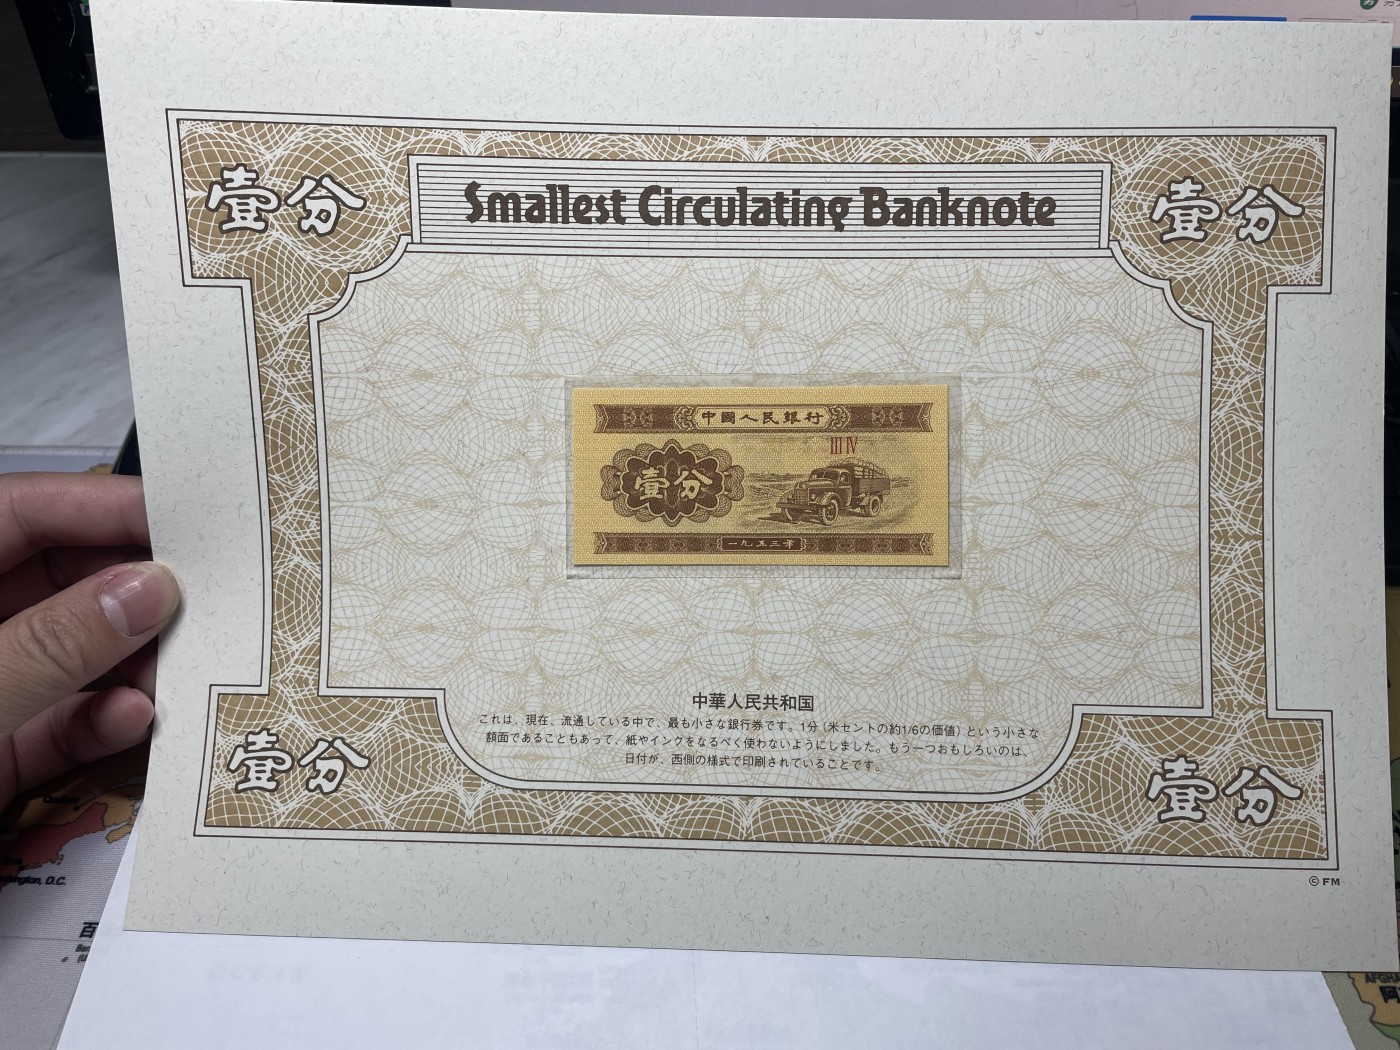 壹分
Smallest Circulating Banknote
壹分
中國人民銀行
III IV
壹分
一九五三年
中華人民共和国
これは、現在、流通している中で、最も小さな銀行券です。1分（米セントの約1/6の価値）という小さな
額面であることもあって、紙やインクをなるべく使わないようにしました。もう一つおもしろいのは、
日付が、西側の様式で印刷されていることです。
壹分
壹分
© FM
ington, D.C.
百
AFGHA
阿